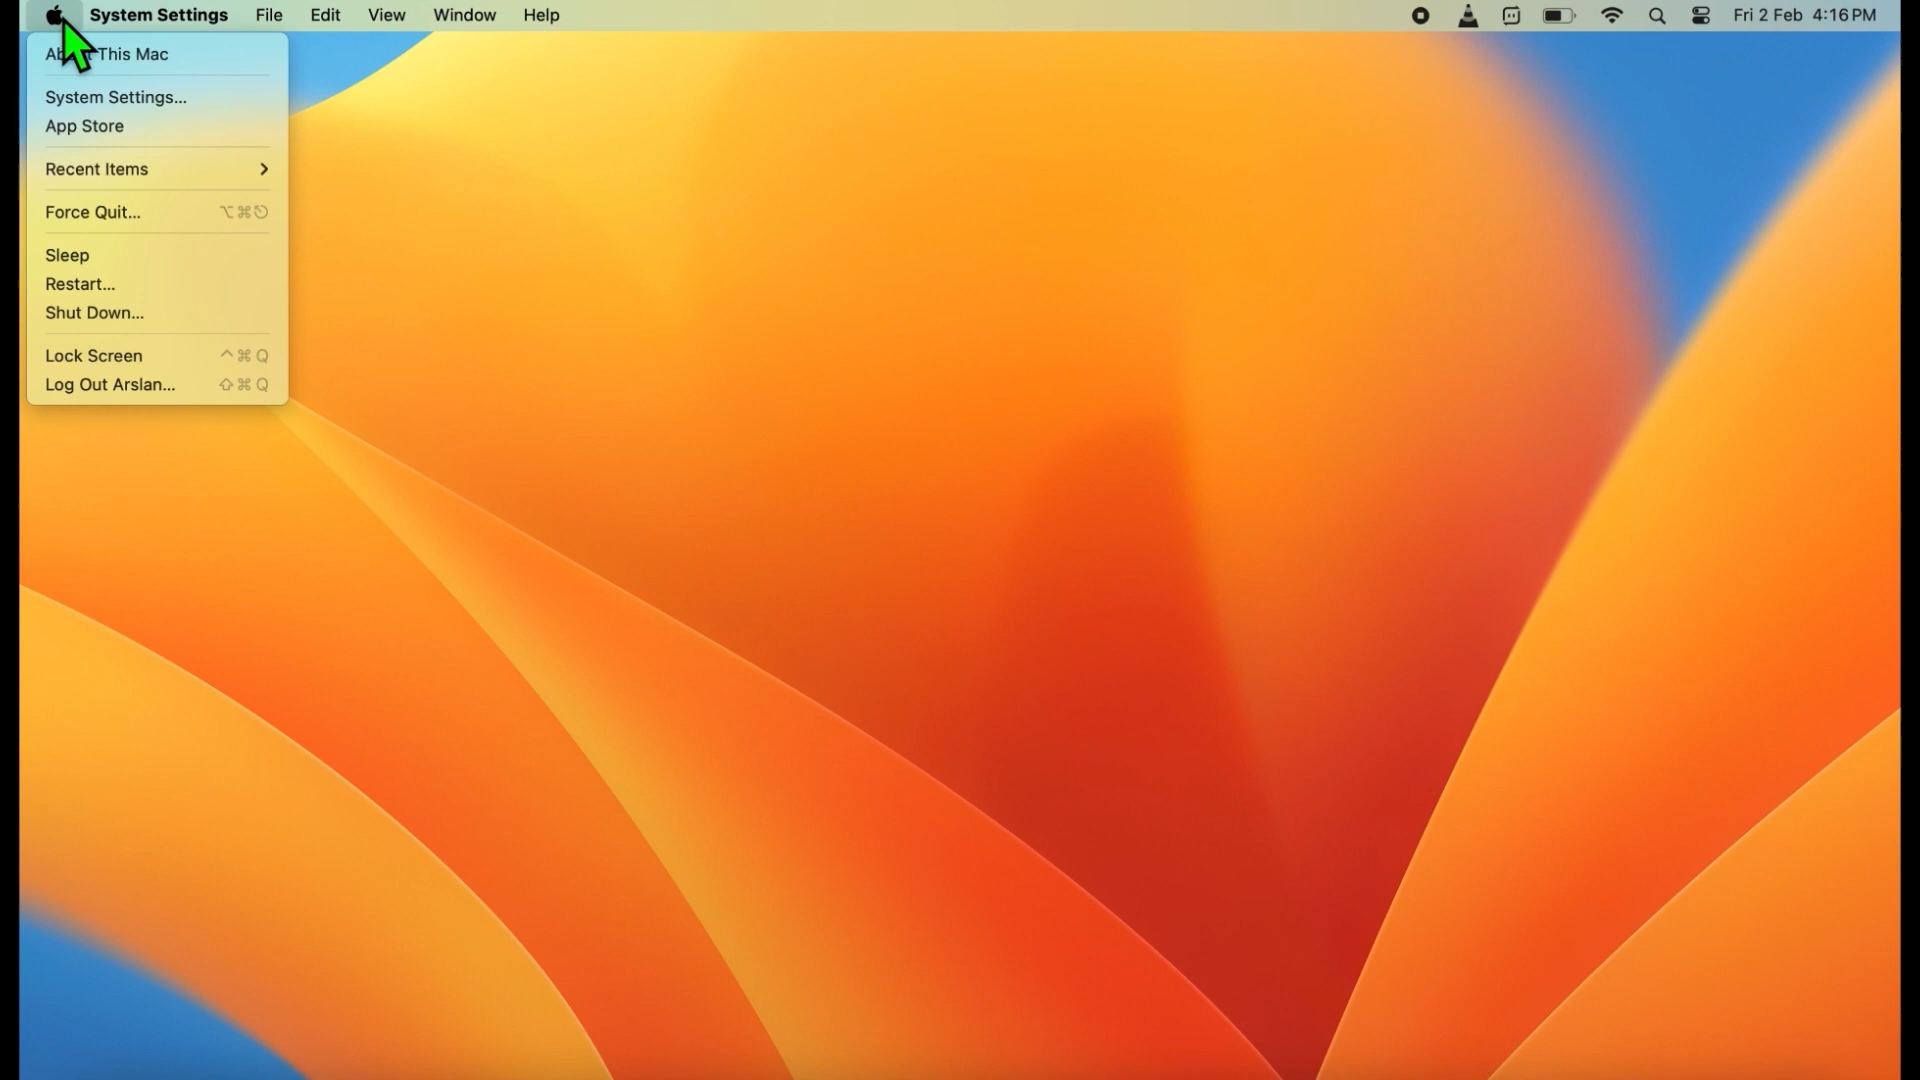 System Settings File Edit View Window Help Fri 2 Feb 4:16 PM
This Mac
System Settings...
App Store
Recent Items
Force Quit... ⌥⌘⎋
Sleep
Restart...
Shut Down...
Lock Screen ^⌘Q
Log Out Arslan... ⇧⌘Q